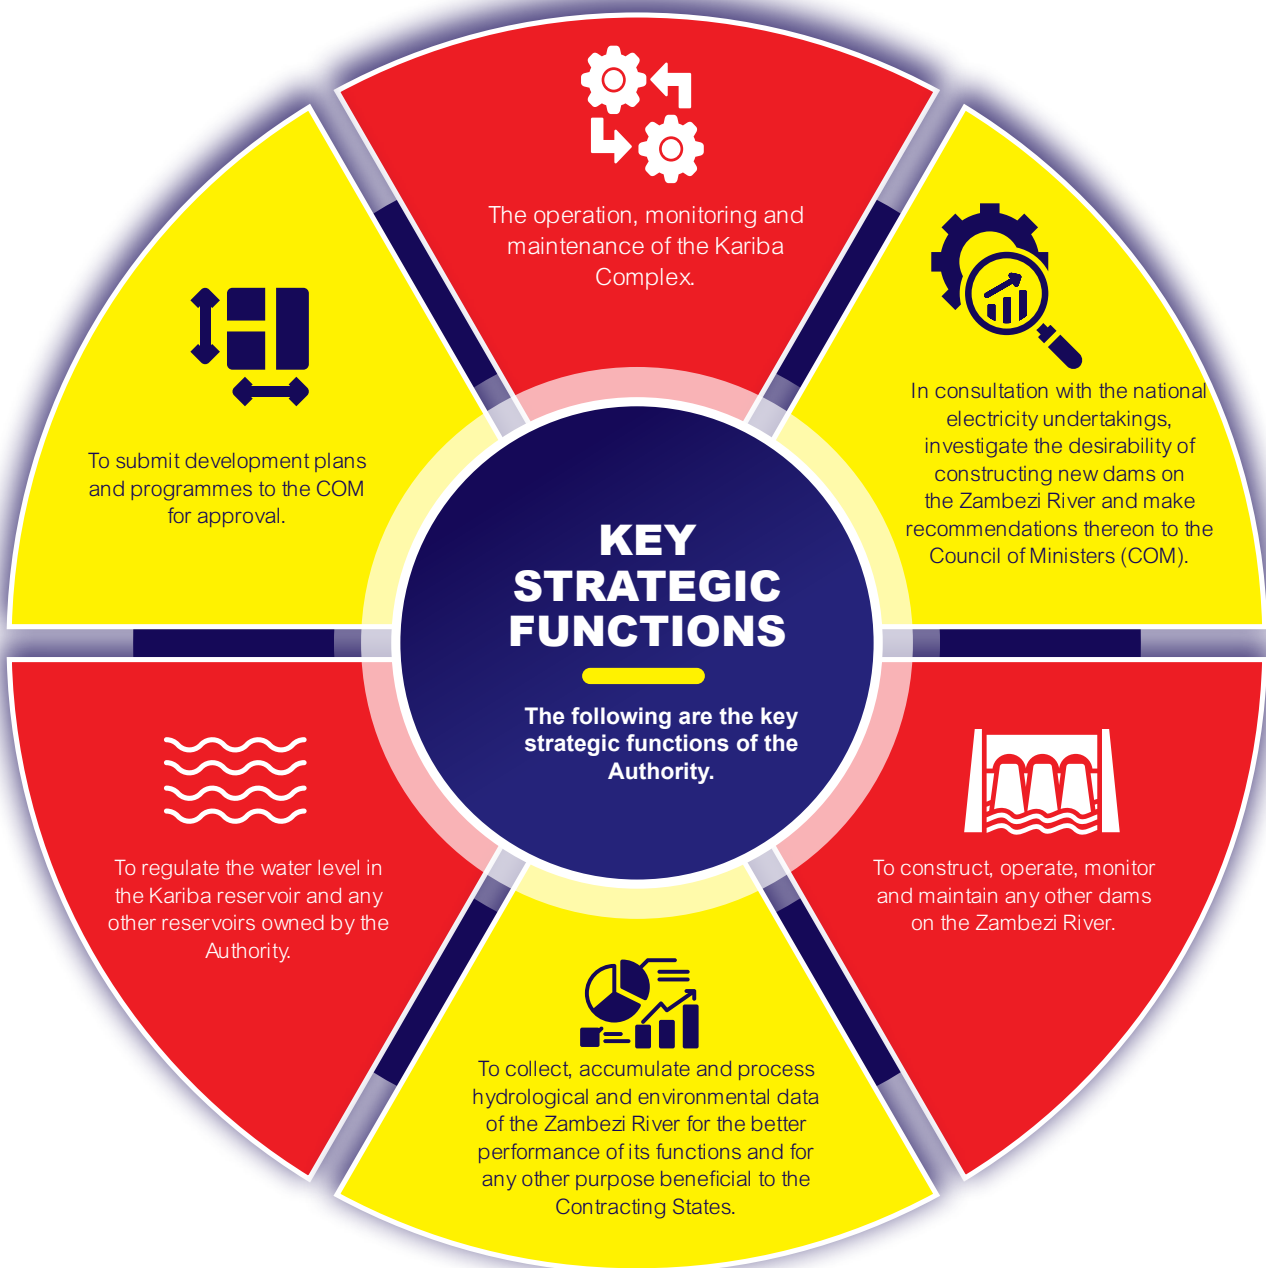 The operation, monitoring and
maintenance of the Kariba
Complex.
In consultation with the national
electricity undertakings,
investigate the desirability of
constructing new dams on
the Zambezi River and make
recommendations thereon to the
Council of Ministers (COM).
To submit development plans
and programmes to the COM
for approval.
KEY
STRATEGIC
FUNCTIONS
The following are the key
strategic functions of the
Authority.
To regulate the water level in
the Kariba reservoir and any
other reservoirs owned by the
Authority.
To construct, operate, monitor
and maintain any other dams
on the Zambezi River.
To collect, accumulate and process
hydrological and environmental data
of the Zambezi River for the better
performance of its functions and for
any other purpose beneficial to the
Contracting States.